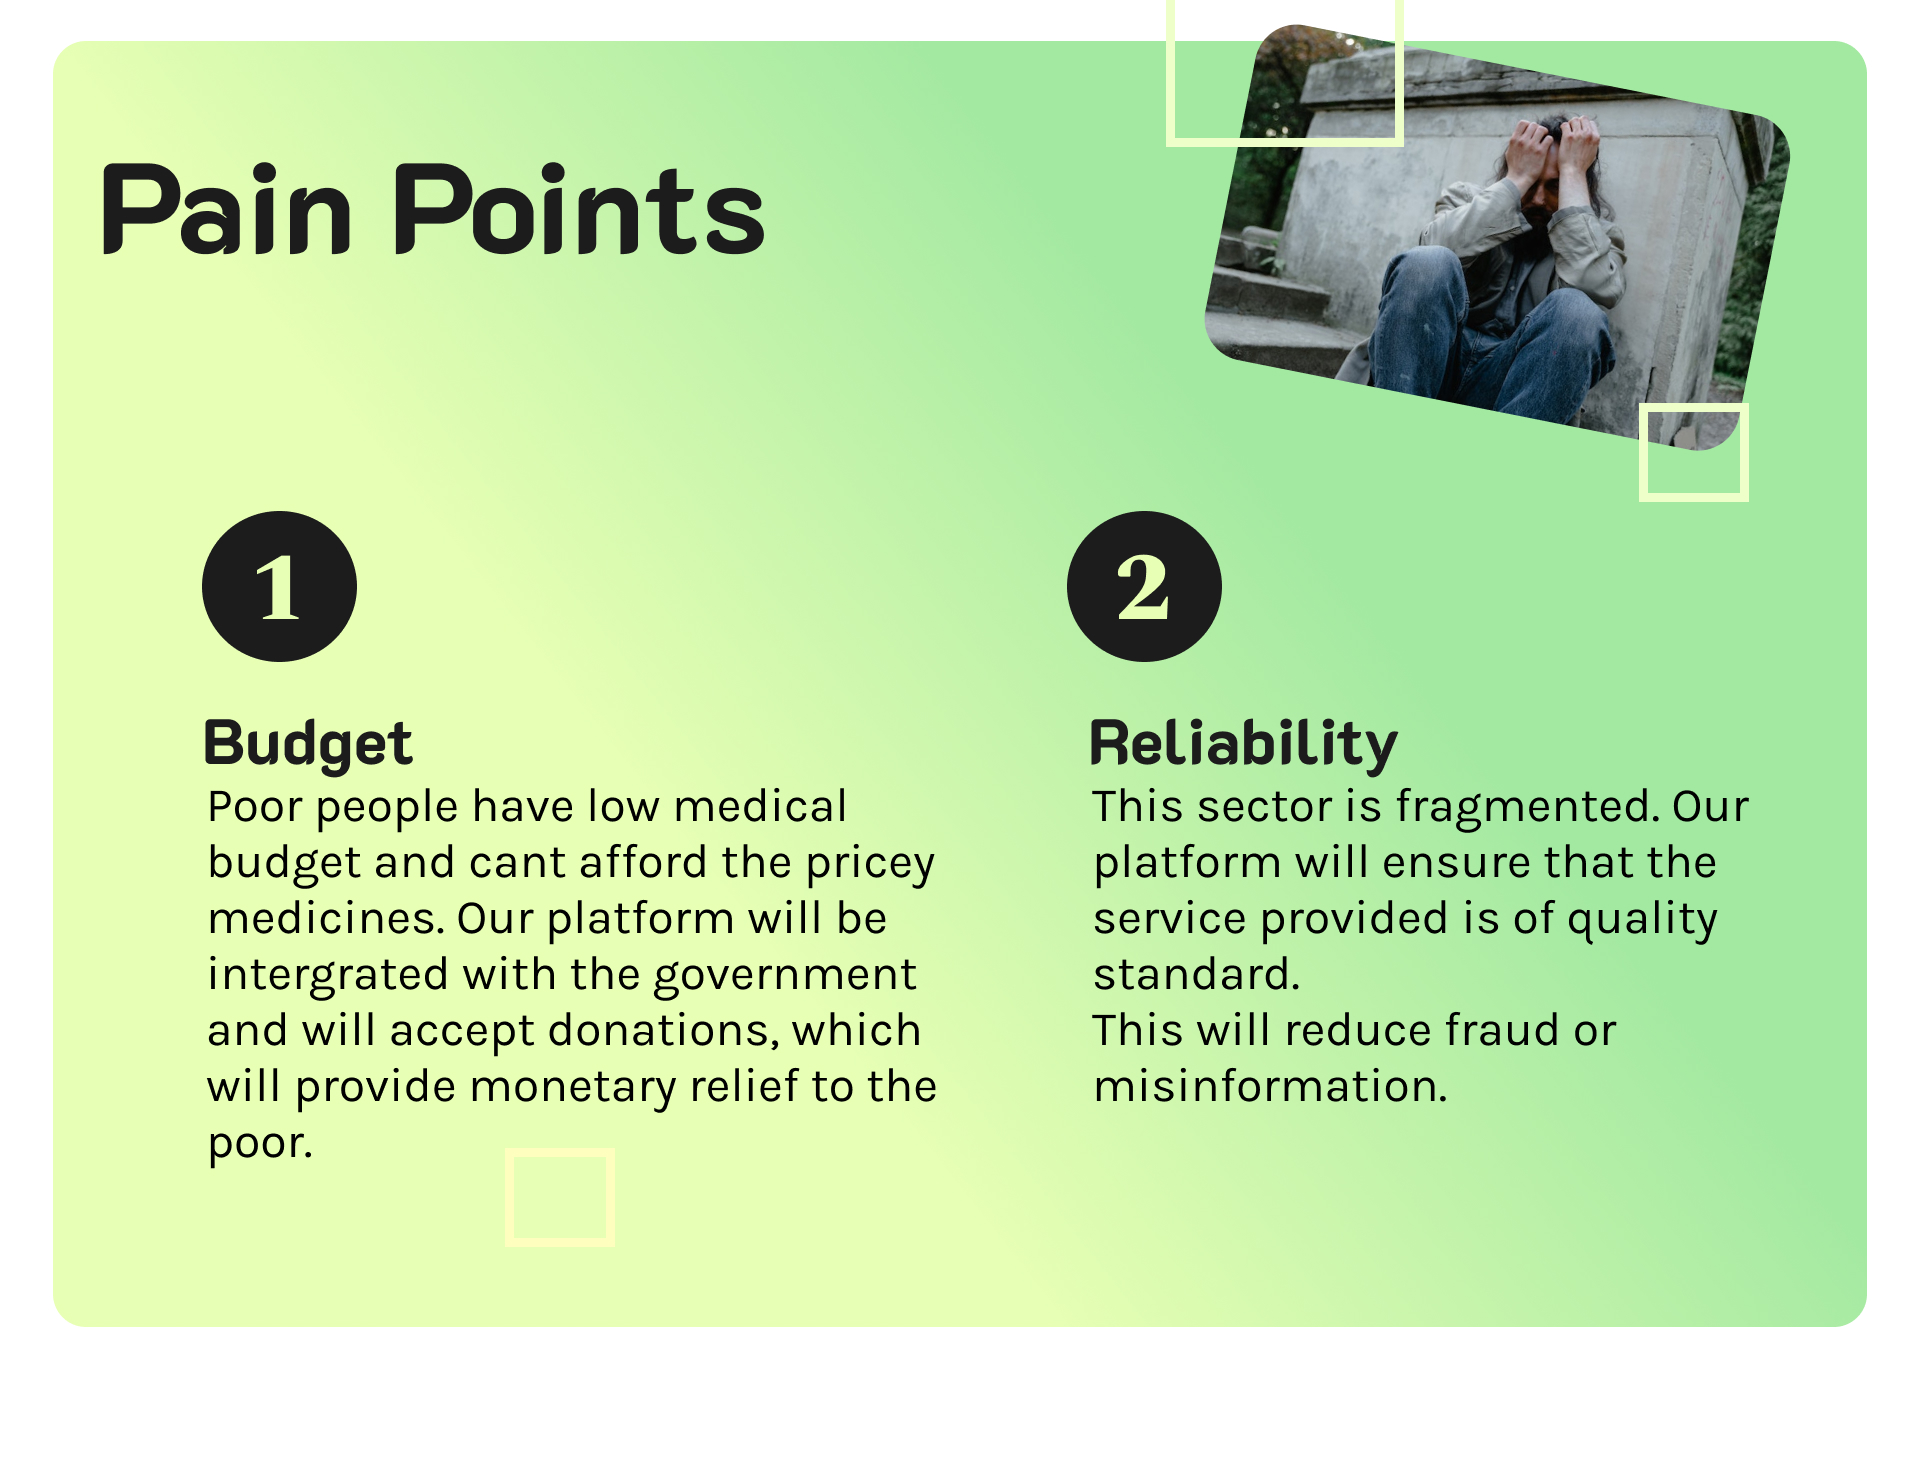 Pain Points
1
Budget
Poor people have low medical
budget and cant afford the pricey
medicines. Our platform will be
intergrated with the government
and will accept donations, which
will provide monetary relief to the
poor.
2
Reliability
This sector is fragmented. Our
platform will ensure that the
service provided is of quality
standard.
This will reduce fraud or
misinformation.